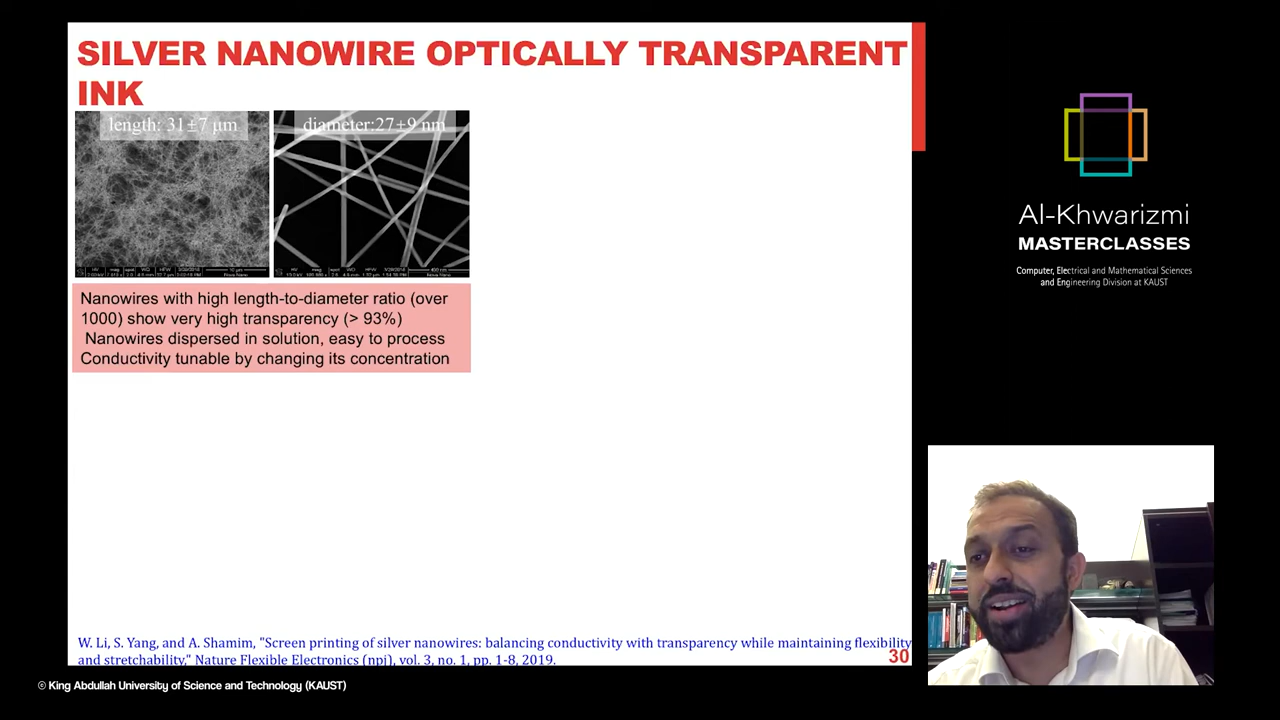 SILVER NANOWIRE OPTICALLY TRANSPARENT
INK
length: 31±7 μm
diameter:27±9 nm
Nanowires with high length-to-diameter ratio (over
1000) show very high transparency (> 93%)
Nanowires dispersed in solution, easy to process
Conductivity tunable by changing its concentration
W. Li, S. Yang, and A. Shamim, "Screen printing of silver nanowires: balancing conductivity with transparency while maintaining flexibility
and stretchability," Nature Flexible Electronics (npj), vol. 3, no. 1, pp. 1-8, 2019.
30
Al-Khwarizmi
MASTERCLASSES
Computer, Electrical and Mathematical Sciences
and Engineering Division at KAUST
© King Abdullah University of Science and Technology (KAUST)